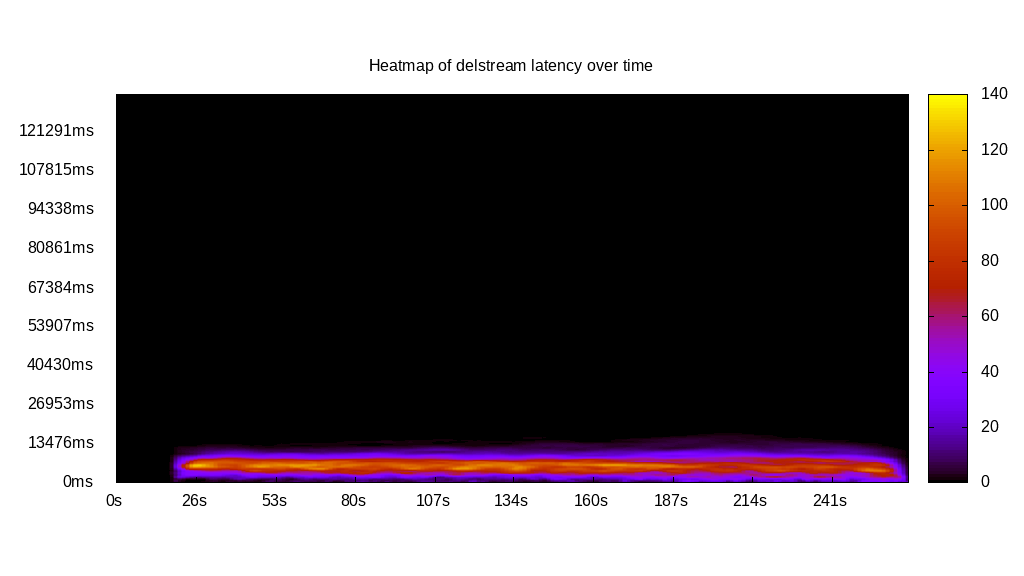 Heatmap of delstream latency over time
121291ms
107815ms
94338ms
80861ms
67384ms
53907ms
40430ms
26953ms
13476ms
0ms
0s 26s 53s 80s 107s 134s 160s 187s 214s 241s
140
120
100
80
60
40
20
0